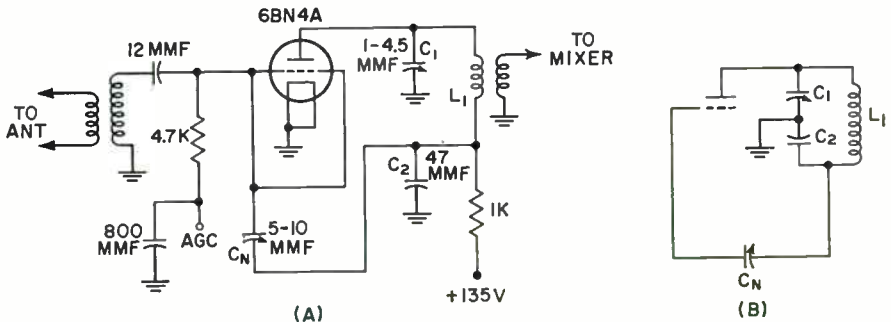 6BN4A
12 MMF
1-4.5
MMF
C1
TO
MIXER
TO
ANT
4.7K
L1
C2
47
MMF
800
MMF
AGC
CN
5-10
MMF
1K
+135V
(A)
C1
C2
L1
CN
(B)